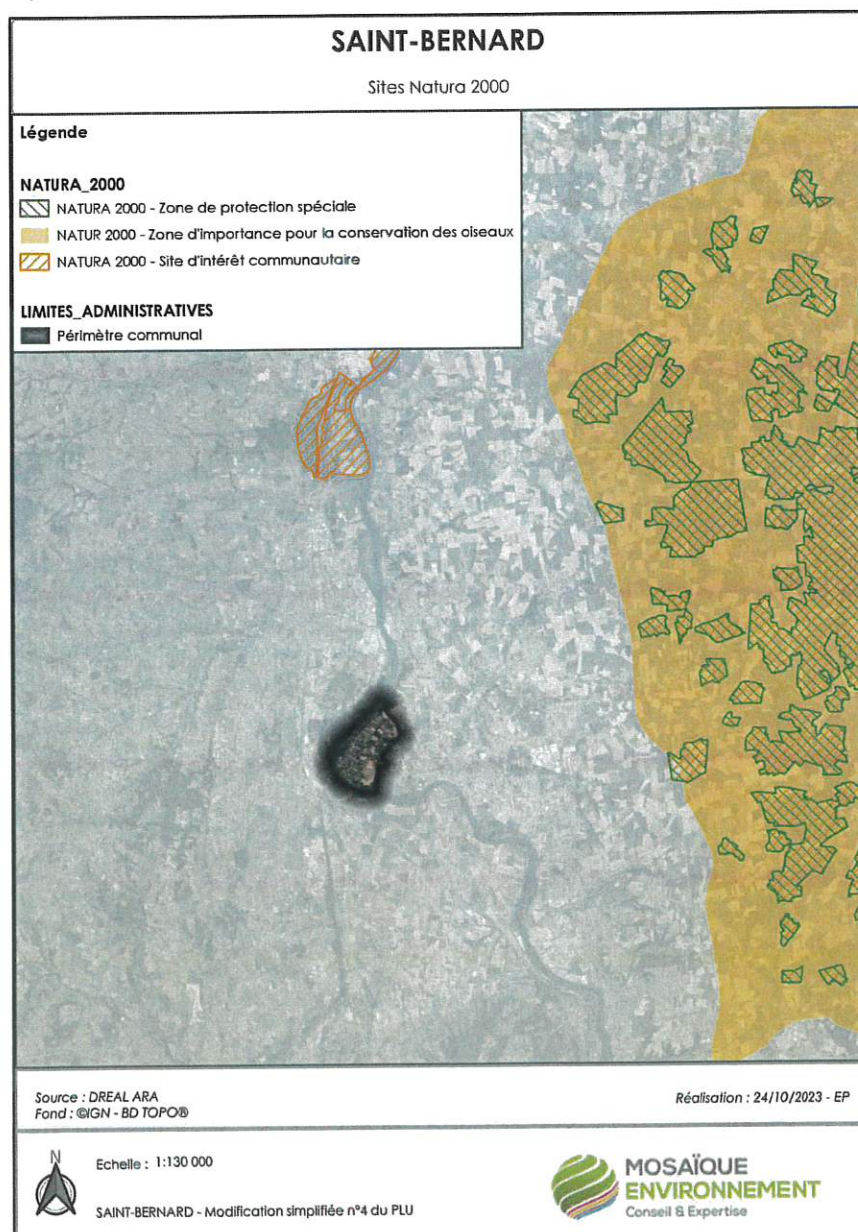 SAINT-BERNARD
Sites Natura 2000
Légende
NATURA_2000
NATURA 2000 - Zone de protection spéciale
NATUR 2000 - Zone d'importance pour la conservation des oiseaux
NATURA 2000 - Site d'intérêt communautaire
LIMITES_ADMINISTRATIVES
Périmètre communal
Source : DREAL ARA
Fond : ©IGN - BD TOPO®
Réalisation : 24/10/2023 - EP
N
Echelle : 1:130 000
SAINT-BERNARD - Modification simplifiée n°4 du PLU
MOSAÏQUE
ENVIRONNEMENT
Conseil & Expertise